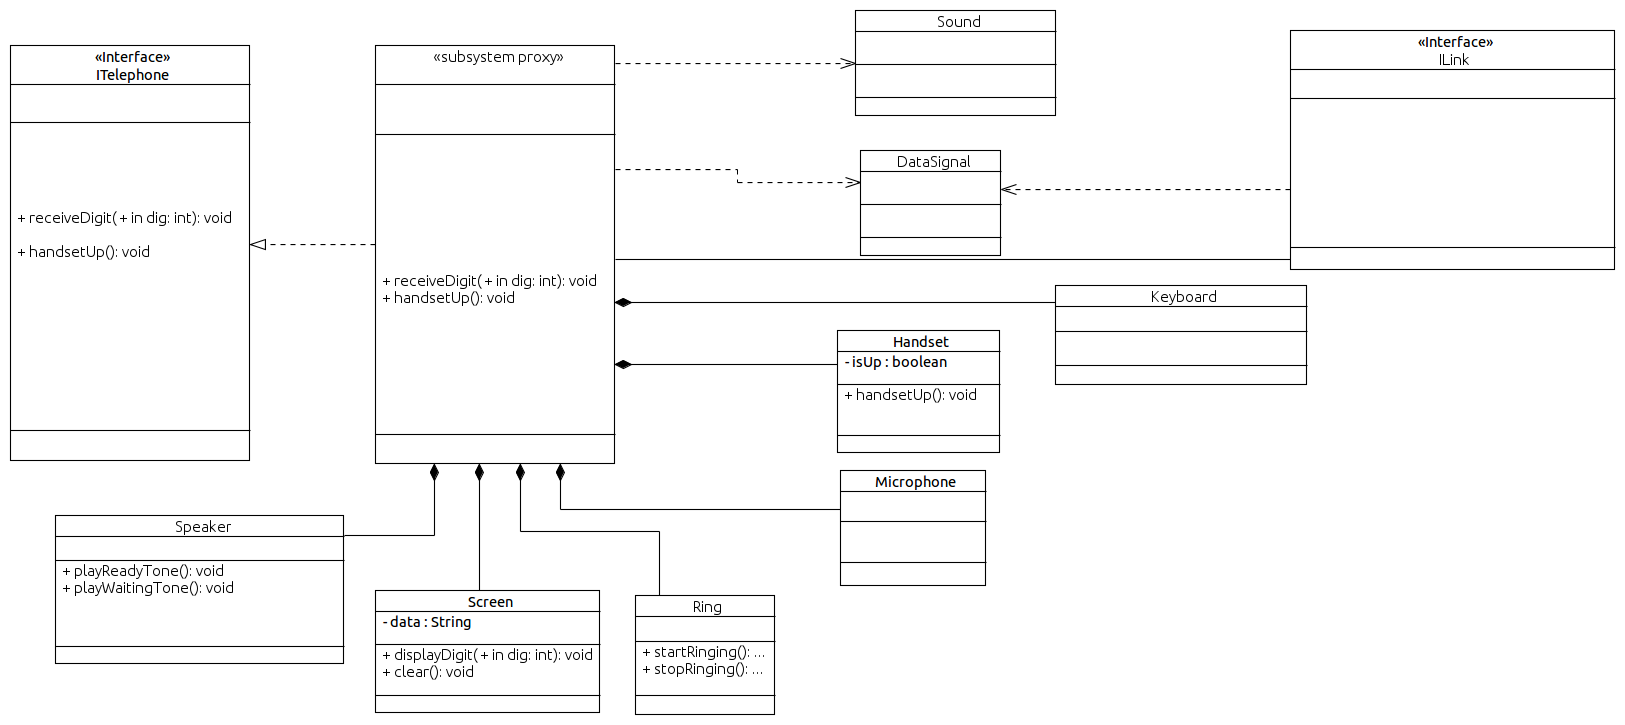 «Interface»
ITelephone
+ receiveDigit( + in dig: int): void
+ handsetUp(): void
«subsystem proxy»
+ receiveDigit( + in dig: int): void
+ handsetUp(): void
Sound
«Interface»
ILink
DataSignal
Keyboard
Handset
- isUp : boolean
+ handsetUp(): void
Microphone
Speaker
+ playReadyTone(): void
+ playWaitingTone(): void
Screen
- data : String
+ displayDigit( + in dig: int): void
+ clear(): void
Ring
+ startRinging(): ...
+ stopRinging(): ...